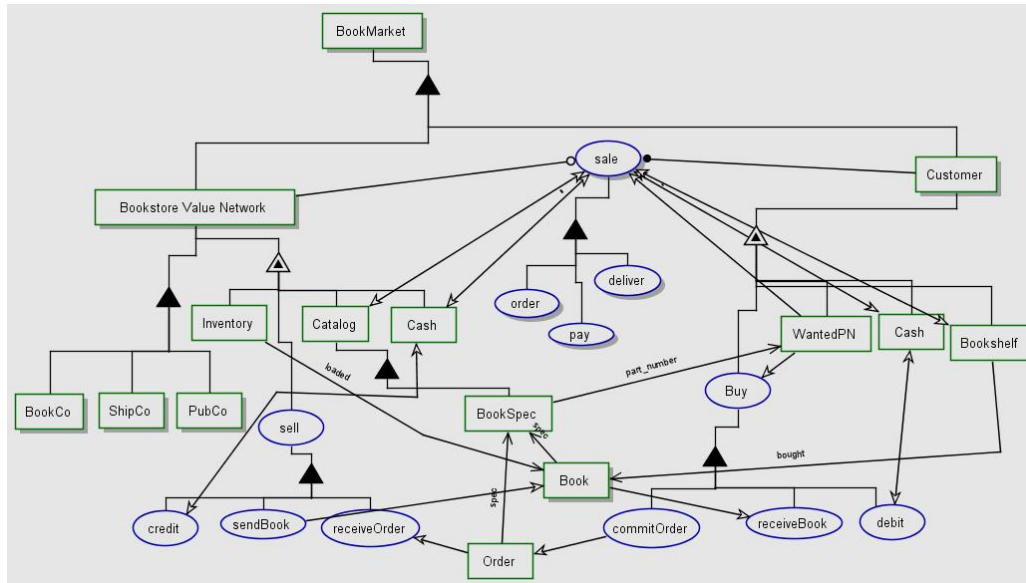 BookMarket
sale
Customer
Bookstore Value Network
deliver
order
pay
Inventory
Catalog
Cash
WantedPN
Cash
Bookshelf
loaded
part_number
BookCo
ShipCo
PubCo
sell
BookSpec
Buy
spec
bought
Book
spec
credit
sendBook
receiveOrder
commitOrder
receiveBook
debit
Order